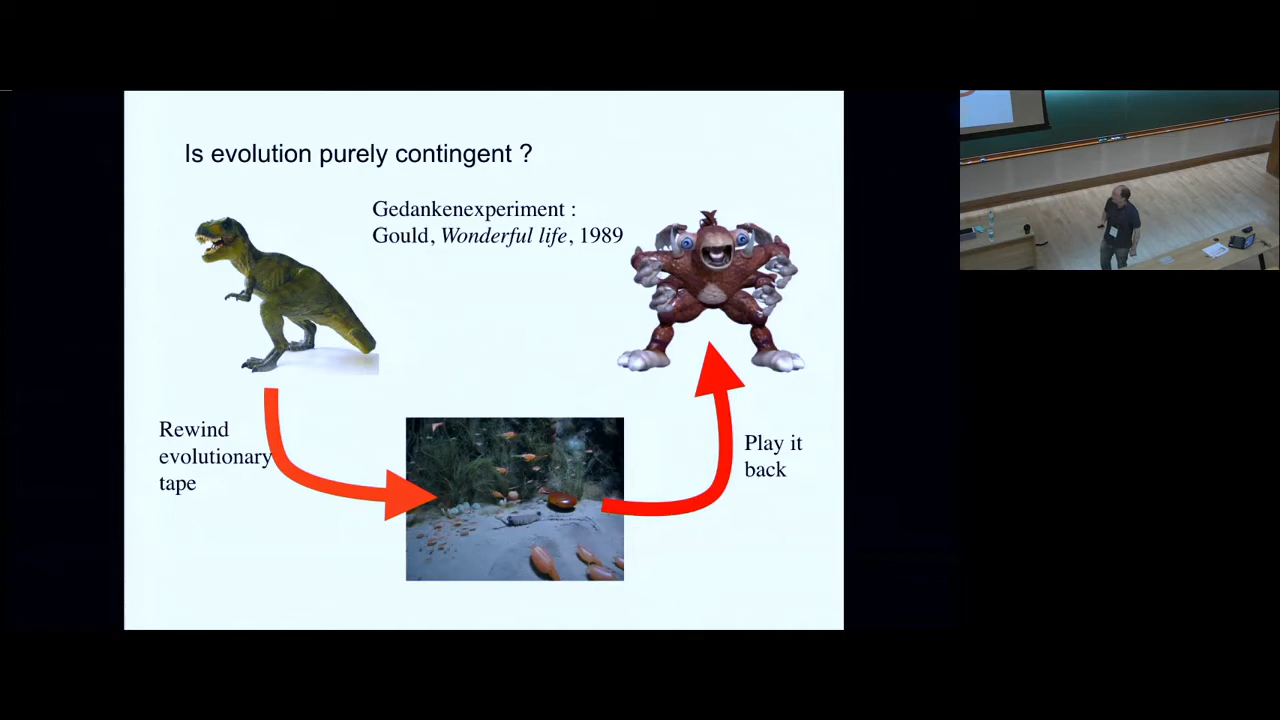 Is evolution purely contingent ?
Gedankenexperiment :
Gould, Wonderful life, 1989
Rewind
evolutionary
tape
Play it
back